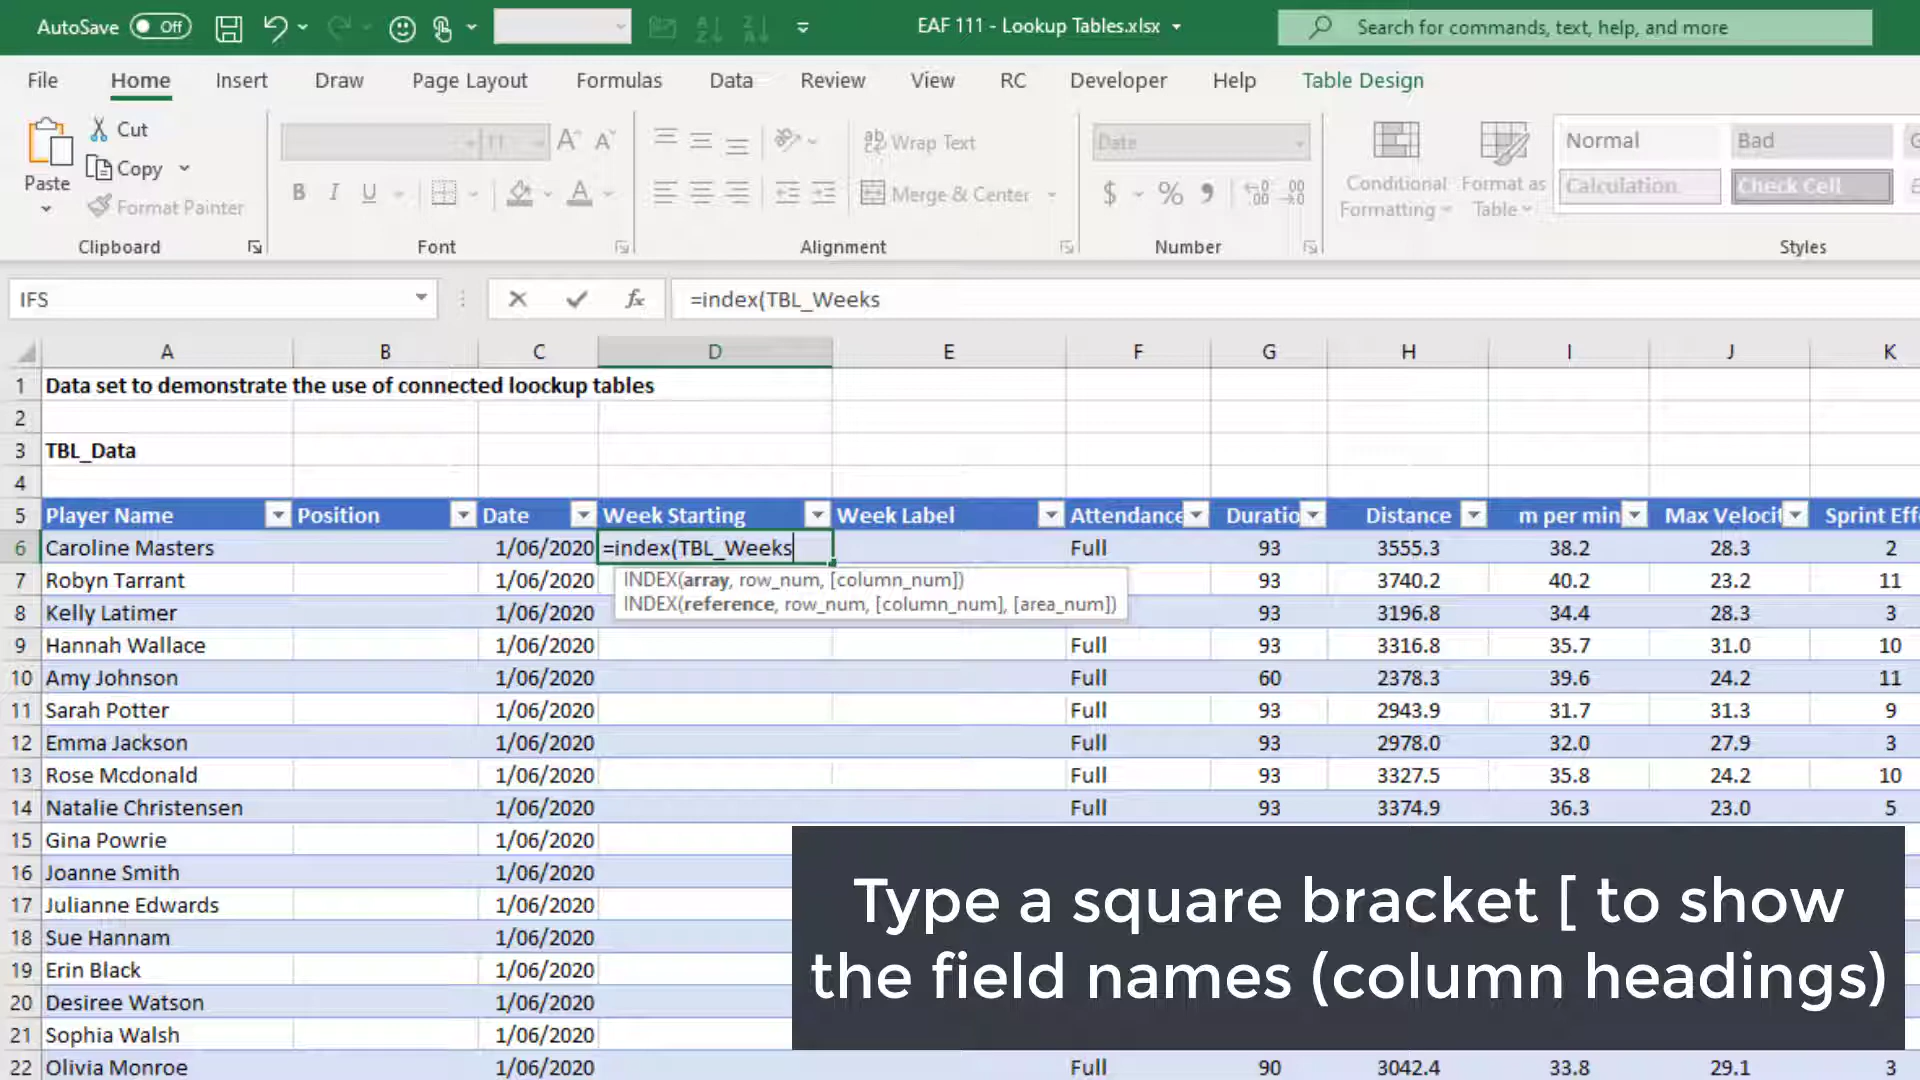 AutoSave Off EAF 111 - Lookup Tables.xlsx Search for commands, text, help, and more
File Home Insert Draw Page Layout Formulas Data Review View RC Developer Help Table Design
Paste Cut Copy Format Painter
11 B I U
Wrap Text
Merge & Center
Date
$ % 9
Conditional Formatting
Format as Table
Normal Bad
Calculation Check Cell
Clipboard Font Alignment Number Styles
IFS fx =index(TBL_Weeks
A B C D E F G H I J K
1 Data set to demonstrate the use of connected loockup tables
2
3 TBL_Data
4
5 Player Name Position Date Week Starting Week Label Attendance Duratio Distance m per min Max Velocit Sprint Eff
6 Caroline Masters 1/06/2020 =index(TBL_Weeks Full 93 3555.3 38.2 28.3 2
INDEX(array, row_num, [column_num])
INDEX(reference, row_num, [column_num], [area_num])
7 Robyn Tarrant 1/06/2020 93 3740.2 40.2 23.2 11
8 Kelly Latimer 1/06/2020 93 3196.8 34.4 28.3 3
9 Hannah Wallace 1/06/2020 Full 93 3316.8 35.7 31.0 10
10 Amy Johnson 1/06/2020 Full 60 2378.3 39.6 24.2 11
11 Sarah Potter 1/06/2020 Full 93 2943.9 31.7 31.3 9
12 Emma Jackson 1/06/2020 Full 93 2978.0 32.0 27.9 3
13 Rose Mcdonald 1/06/2020 Full 93 3327.5 35.8 24.2 10
14 Natalie Christensen 1/06/2020 Full 93 3374.9 36.3 23.0 5
15 Gina Powrie 1/06/2020
16 Joanne Smith 1/06/2020
17 Julianne Edwards 1/06/2020
18 Sue Hannam 1/06/2020
19 Erin Black 1/06/2020
20 Desiree Watson 1/06/2020
21 Sophia Walsh 1/06/2020
22 Olivia Monroe 1/06/2020 Full 90 3042.4 33.8 29.1 3
Type a square bracket [ to show
the field names (column headings)